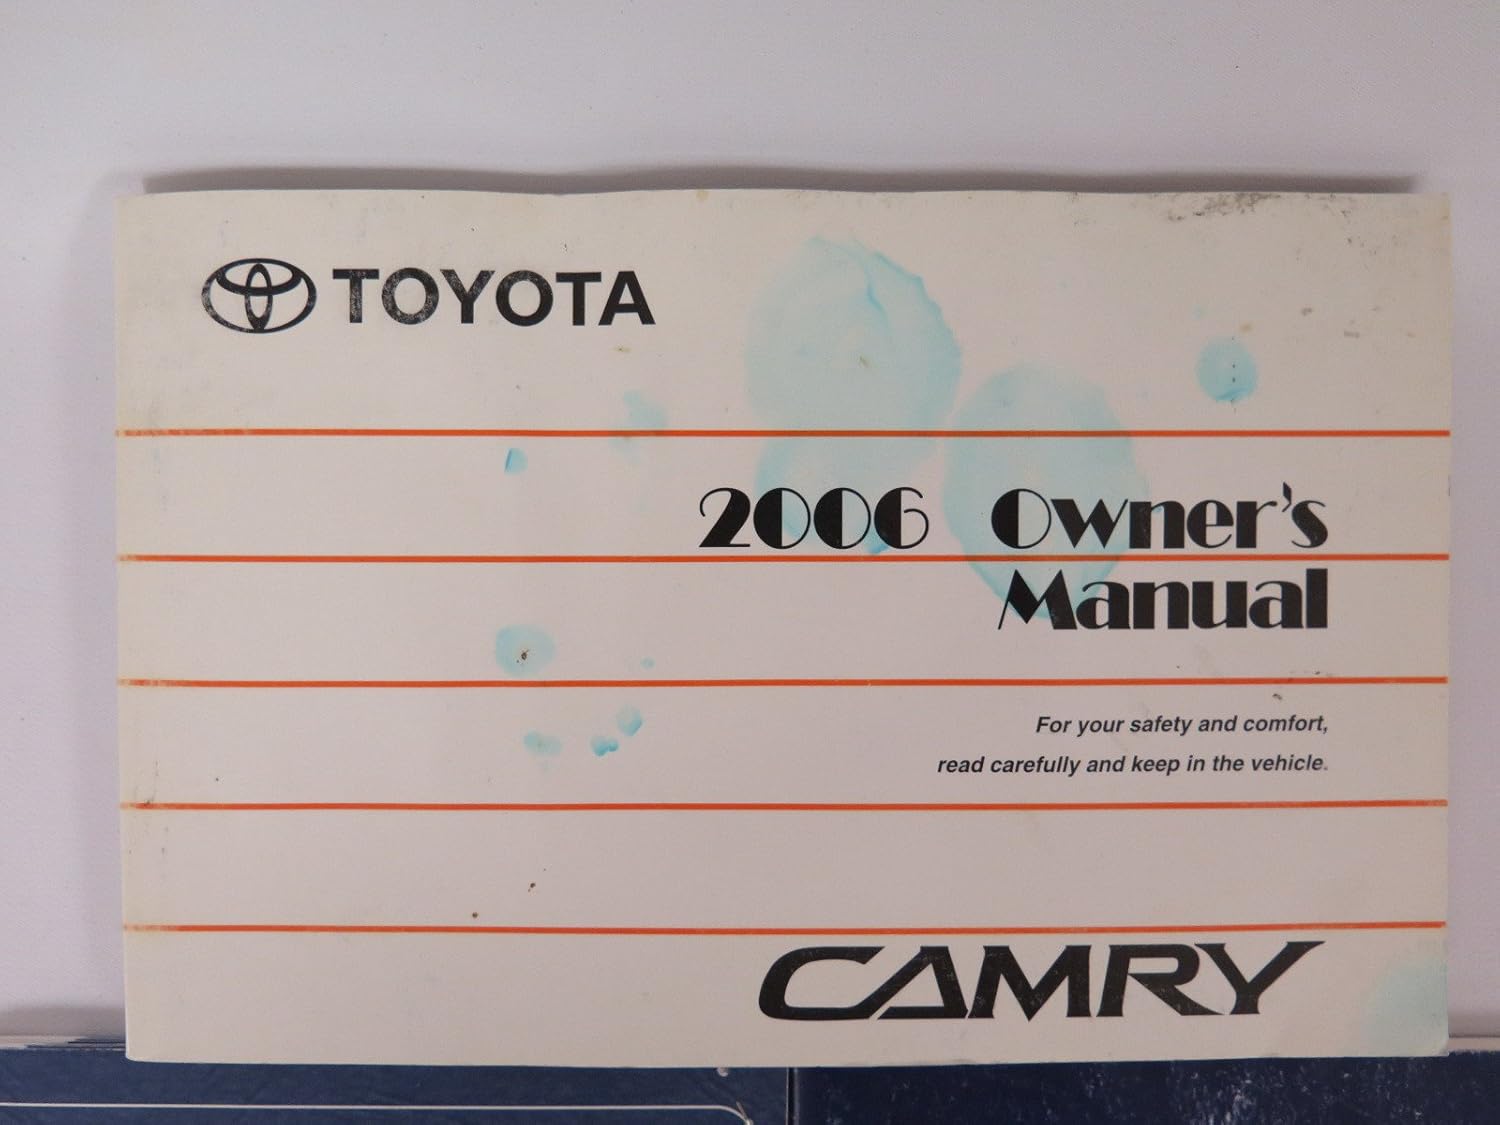 TOYOTA
2006 Owner's
Manual
For your safety and comfort,
read carefully and keep in the vehicle.
CAMRY